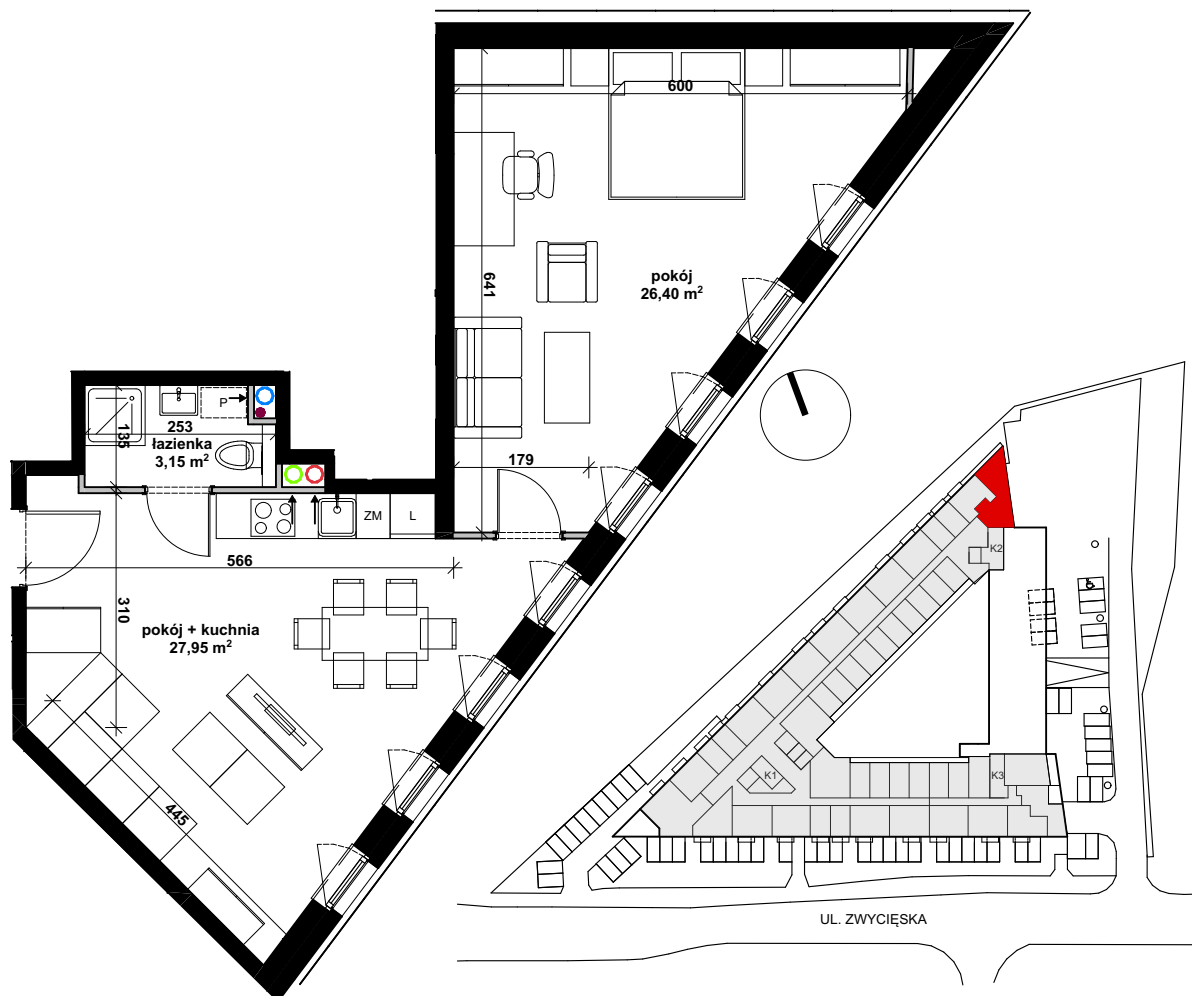 600
641
pokój
26,40 m²
179
P
253
łazienka
3,15 m²
135
ZM
L
566
310
pokój + kuchnia
27,95 m²
445
K2
K1
K3
UL. ZWYCIĘSKA